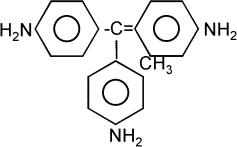 H₂N -C= NH₂
CH₃
NH₂